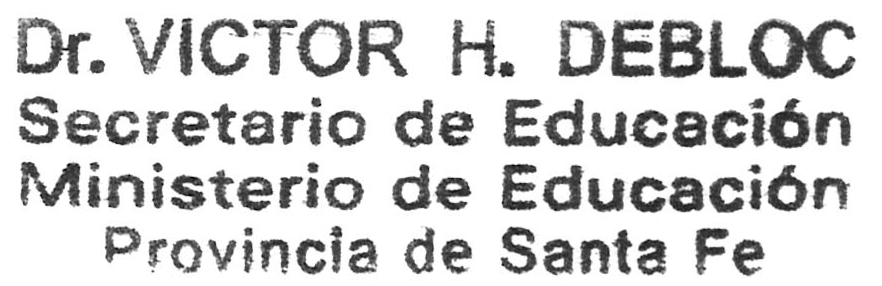 Dr. VICTOR H. DEBLOC
Secretario de Educación
Ministerio de Educación
Provincia de Santa Fe